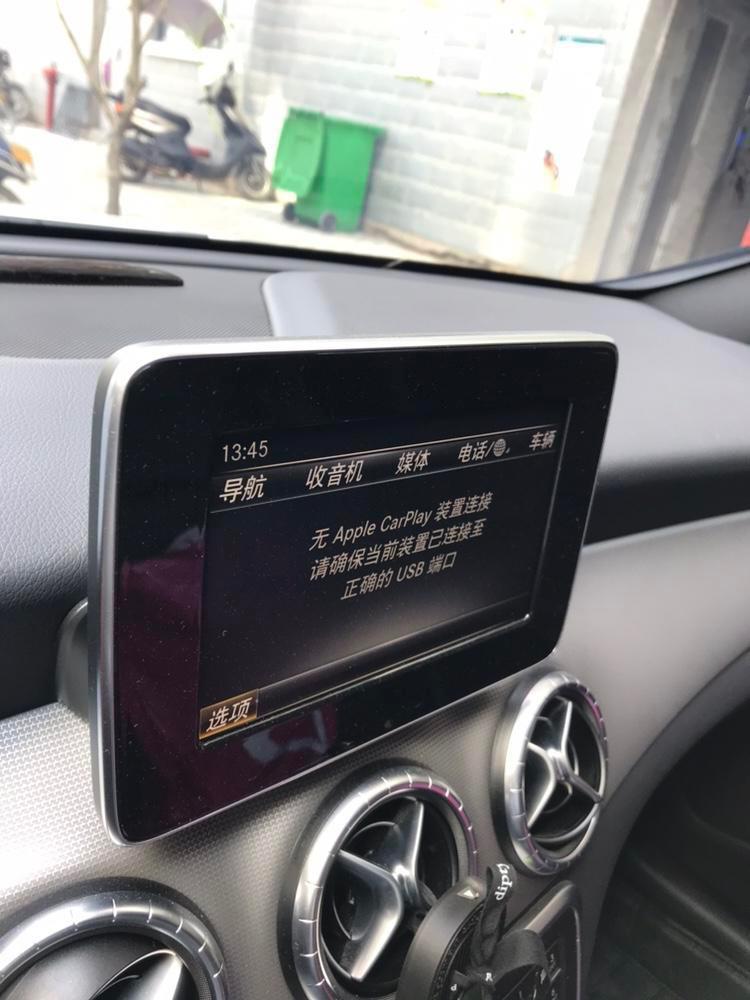 13:45
导航 收音机 媒体 电话/ 车辆
无 Apple CarPlay 装置连接
请确保当前装置已连接至
正确的 USB 端口
选项